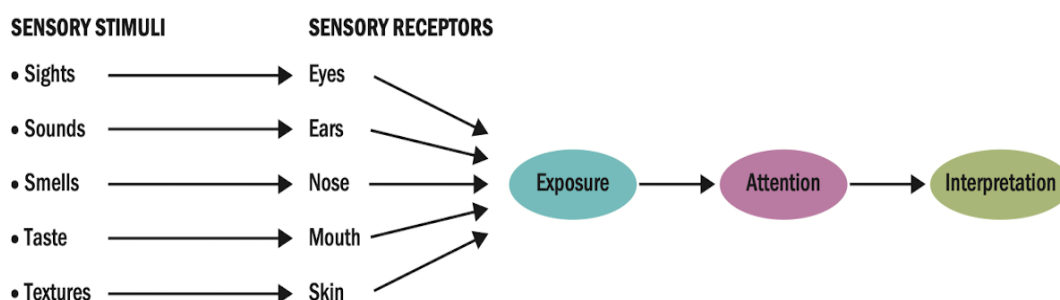 SENSORY STIMULI SENSORY RECEPTORS
• Sights Eyes
• Sounds Ears
• Smells Nose Exposure Attention Interpretation
• Taste Mouth
• Textures Skin